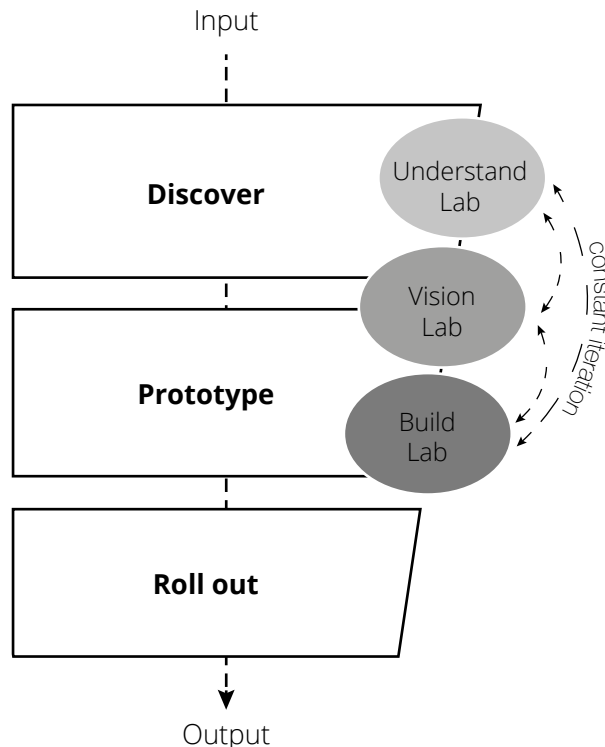 Input
Discover
Understand
Lab
Vision
Lab
constant iteration
Prototype
Build
Lab
Roll out
Output